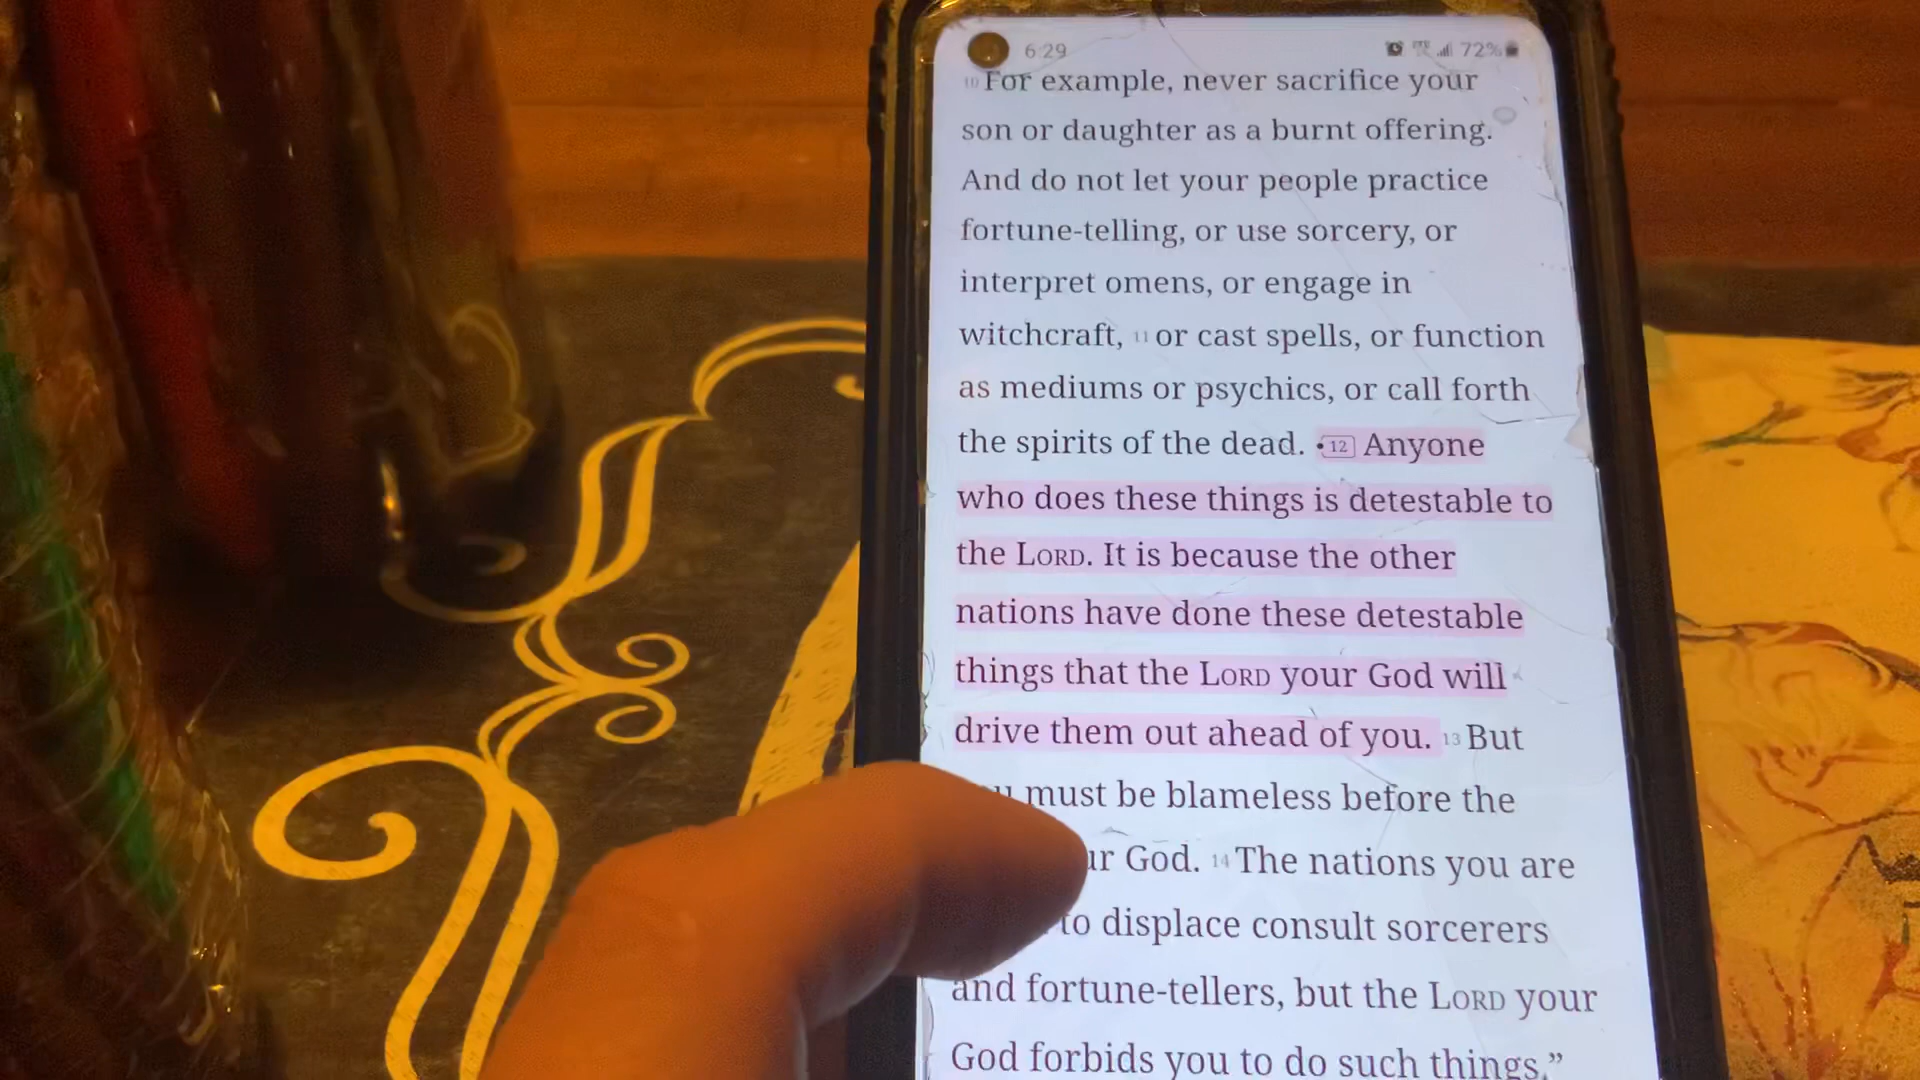 6:29 72%
10 For example, never sacrifice your
son or daughter as a burnt offering.
And do not let your people practice
fortune-telling, or use sorcery, or
interpret omens, or engage in
witchcraft, 11 or cast spells, or function
as mediums or psychics, or call forth
the spirits of the dead. •12 Anyone
who does these things is detestable to
the LORD. It is because the other
nations have done these detestable
things that the LORD your God will
drive them out ahead of you. 13 But
must be blameless before the
God. 14 The nations you are
to displace consult sorcerers
and fortune-tellers, but the LORD your
God forbids you to do such things.”